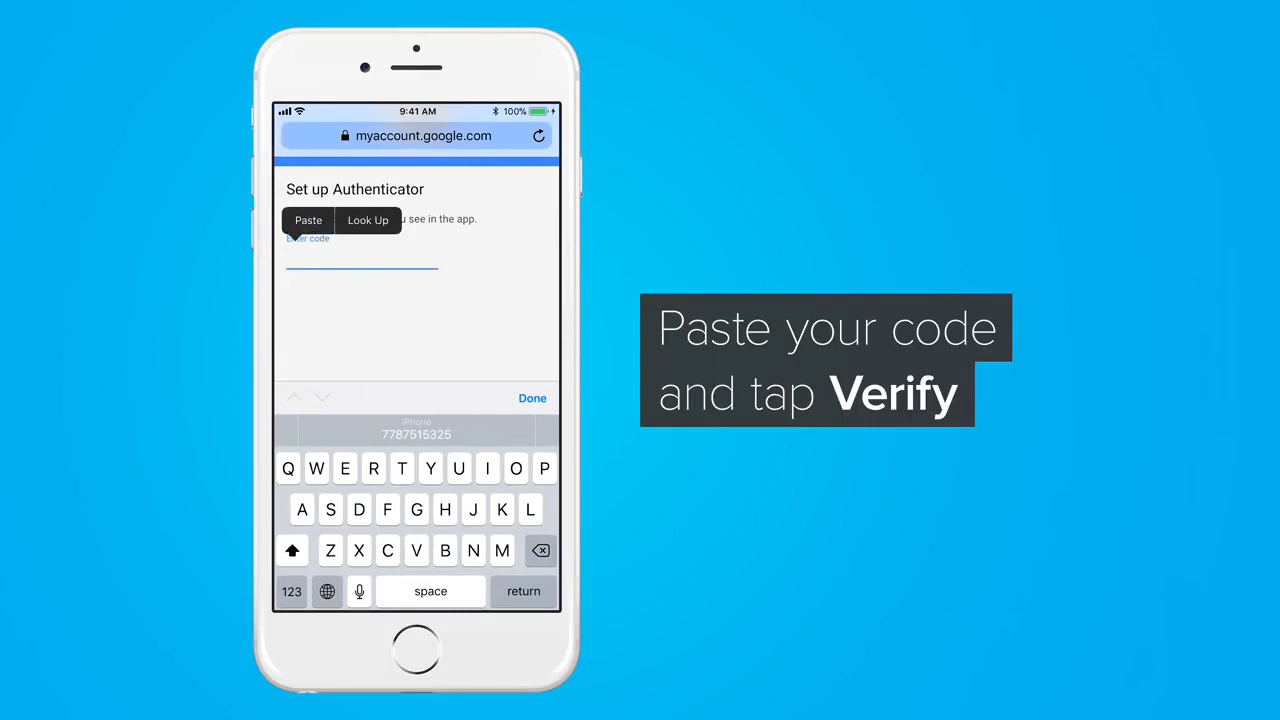 9:41 AM
100%
myaccount.google.com
Set up Authenticator
Paste Look Up see in the app.
Enter code
Done
iPhone
7787515325
Q W E R T Y U I O P
A S D F G H J K L
Z X C V B N M
123 space return
Paste your code
and tap Verify